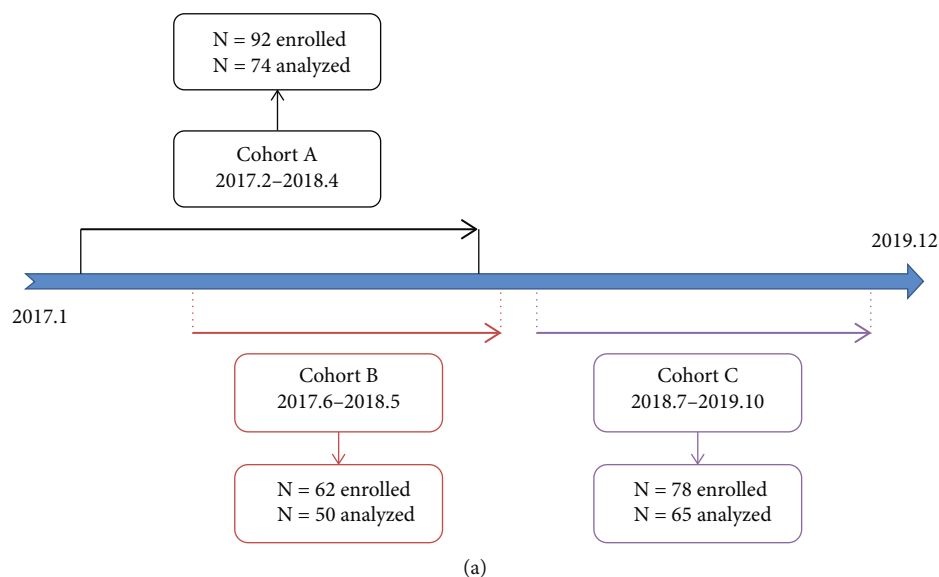 N = 92 enrolled
N = 74 analyzed
Cohort A
2017.2–2018.4
2019.12
2017.1
Cohort B
2017.6–2018.5
Cohort C
2018.7–2019.10
N = 62 enrolled
N = 50 analyzed
N = 78 enrolled
N = 65 analyzed
(a)